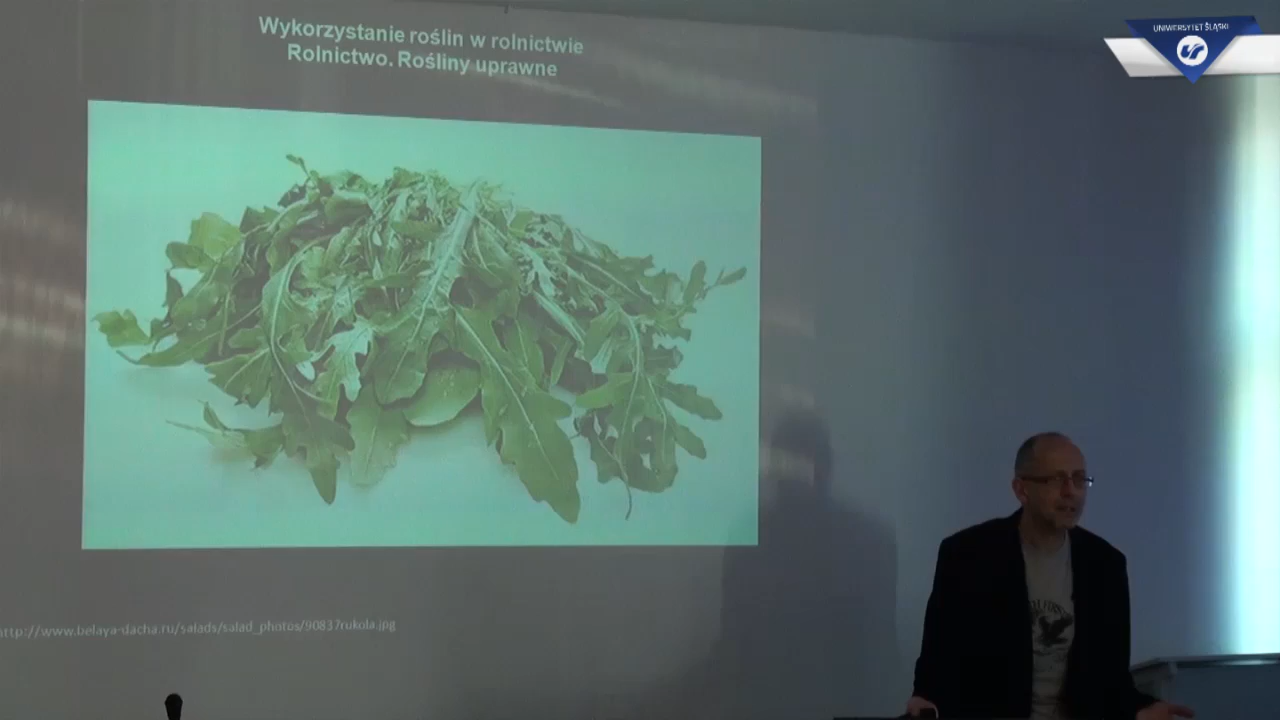 Wykorzystanie roślin w rolnictwie
Rolnictwo. Rośliny uprawne
UNIWERSYTET ŚLĄSKI
http://www.belaya-dacha.ru/salads/salad_photos/90837rukola.jpg